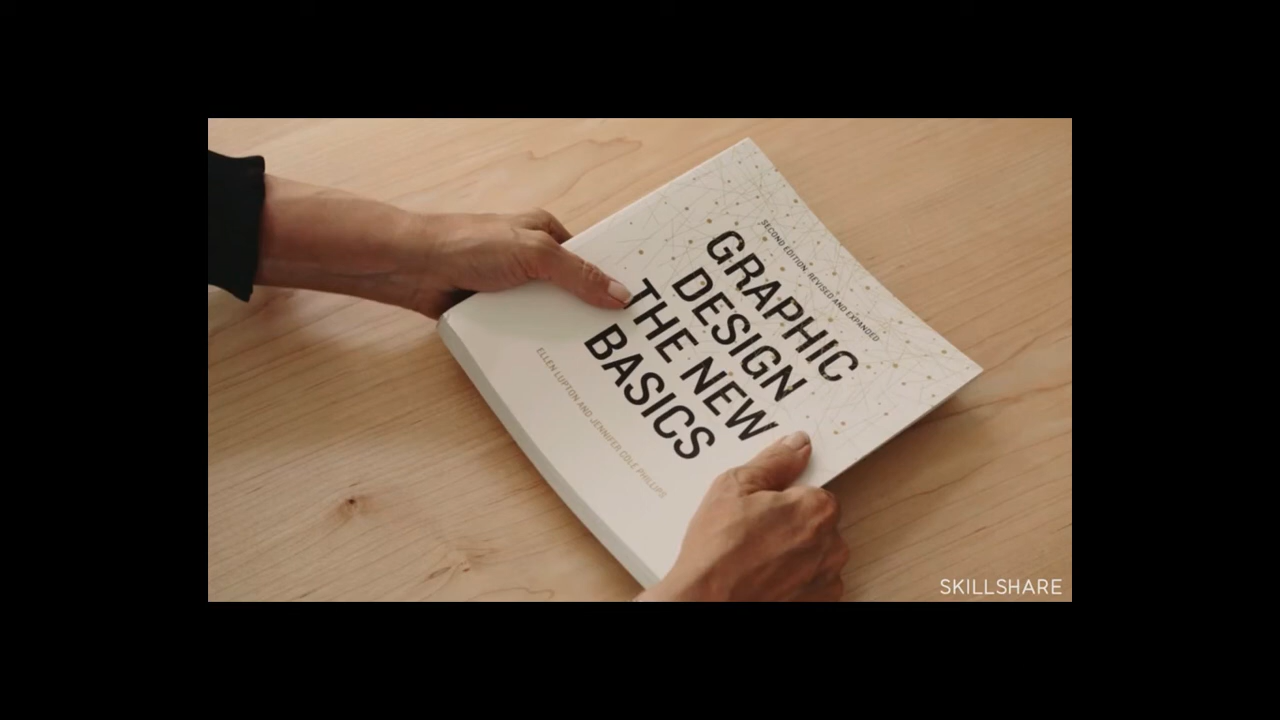 SECOND EDITION: REVISED AND EXPANDED
GRAPHIC
DESIGN
THE NEW
BASICS
ELLEN LUPTON AND JENNIFER COLE PHILLIPS
SKILLSHARE